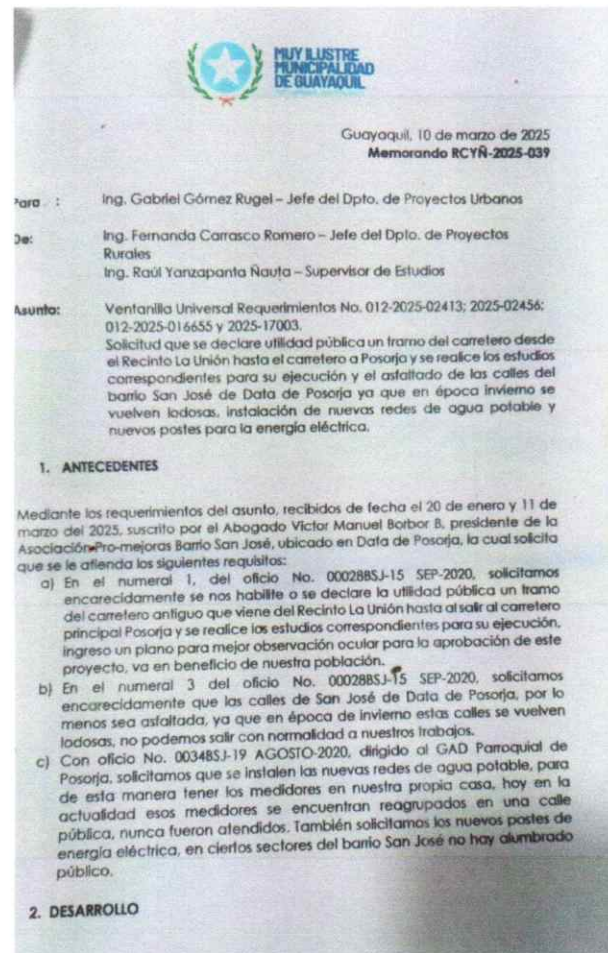 MUY ILUSTRE
MUNICIPALIDAD
DE GUAYAQUIL
Guayaquil, 10 de marzo de 2025
Memorando RCYÑ-2025-039
Para : Ing. Gabriel Gómez Rugel – Jefe del Dpto. de Proyectos Urbanos
De: Ing. Fernanda Carrasco Romero – Jefe del Dpto. de Proyectos
Rurales
Ing. Raúl Yanzapanta Ñauta – Supervisor de Estudios
Asunto: Ventanilla Universal Requerimientos No. 012-2025-02413; 2025-02456;
012-2025-016655 y 2025-17003.
Solicitud que se declare utilidad pública un tramo del carretero desde
el Recinto La Unión hasta el carretero a Posorja y se realice los estudios
correspondientes para su ejecución y el asfaltado de las calles del
barrio San José de Data de Posorja ya que en época invierno se
vuelven lodosas, instalación de nuevas redes de agua potable y
nuevos postes para la energía eléctrica.
1. ANTECEDENTES
Mediante los requerimientos del asunto, recibidos de fecha el 20 de enero y 11 de
marzo del 2025, suscrito por el Abogado Victor Manuel Borbor B, presidente de la
Asociación Pro-mejoras Barrio San José, ubicado en Data de Posorja, la cual solicita
que se le atienda los siguientes requisitos:
a) En el numeral 1, del oficio No. 00028BSJ-15 SEP-2020, solicitamos
encarecidamente se nos habilite o se declare la utilidad pública un tramo
del carretero antiguo que viene del Recinto La Unión hasta al salir al carretero
principal Posorja y se realice los estudios correspondientes para su ejecución,
ingreso un plano para mejor observación ocular para la aprobación de este
proyecto, va en beneficio de nuestra población.
b) En el numeral 3 del oficio No. 00028BSJ-15 SEP-2020, solicitamos
encarecidamente que las calles de San José de Data de Posorja, por lo
menos sea asfaltada, ya que en época de invierno estas calles se vuelven
lodosas, no podemos salir con normalidad a nuestros trabajos.
c) Con oficio No. 0034BSJ-19 AGOSTO-2020, dirigido al GAD Parroquial de
Posorja, solicitamos que se instalen las nuevas redes de agua potable, para
de esta manera tener los medidores en nuestra propia casa, hoy en la
actualidad esos medidores se encuentran reagrupados en una calle
pública, nunca fueron atendidos. También solicitamos los nuevos postes de
energía eléctrica, en ciertos sectores del barrio San José no hay alumbrado
público.
2. DESARROLLO